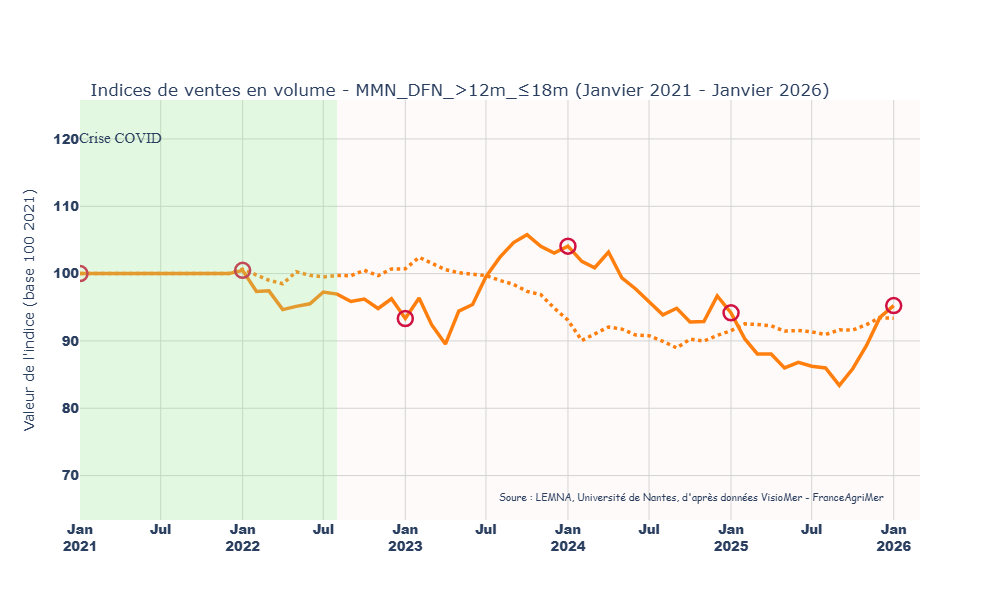 Indices de ventes en volume - MMN_DFN_>12m_≤18m (Janvier 2021 - Janvier 2026)
Valeur de l'indice (base 100 2021)
120
110
100
90
80
70
Crise COVID
Soure : LEMNA, Université de Nantes, d'après données VisioMer - FranceAgriMer
Jan Jul Jan Jul Jan Jul Jan Jul Jan Jul Jan
2021 2022 2023 2024 2025 2026